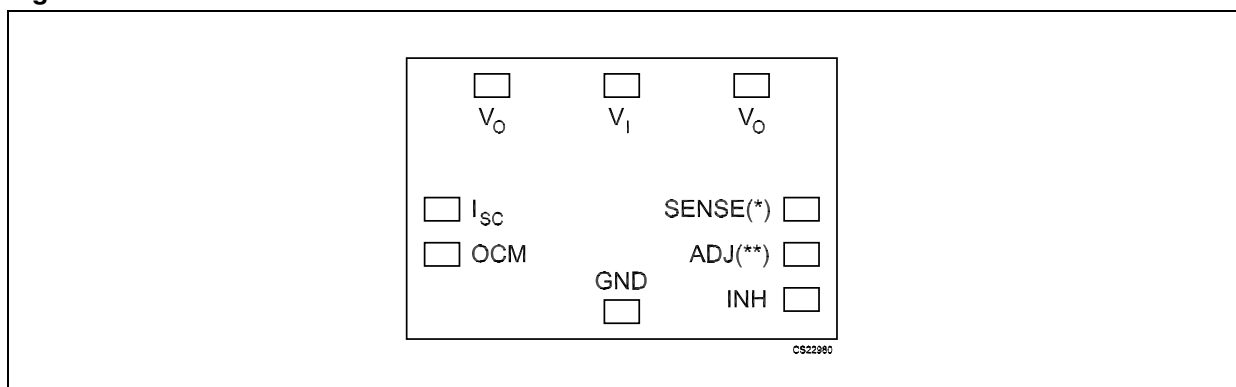 V_O V_I V_O
I_SC SENSE(*)
OCM ADJ(**)
GND
INH
CS22960